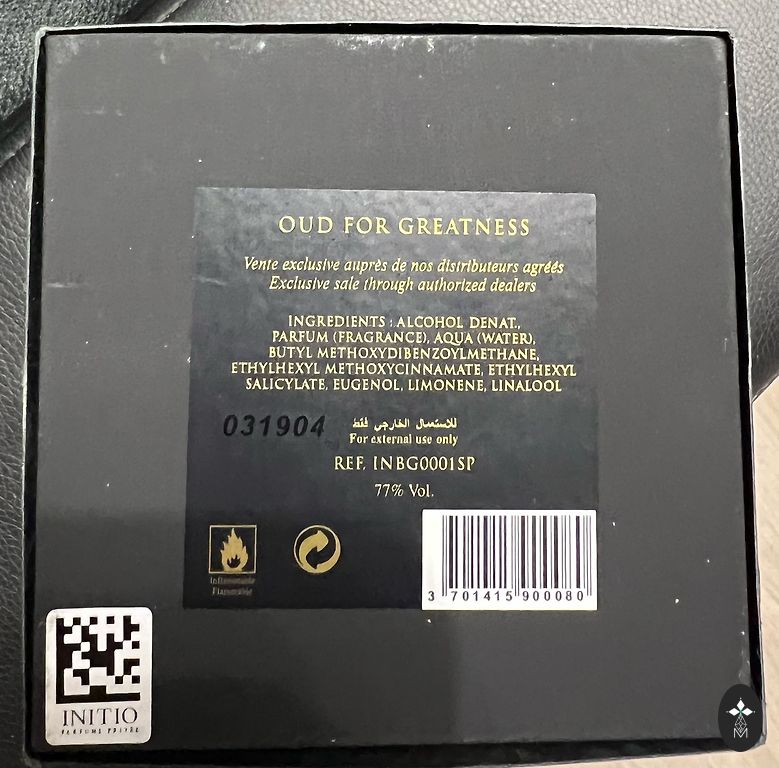 OUD FOR GREATNESS
Vente exclusive auprès de nos distributeurs agréés
Exclusive sale through authorized dealers
INGREDIENTS : ALCOHOL DENAT.,
PARFUM (FRAGRANCE), AQUA (WATER),
BUTYL METHOXYDIBENZOYLMETHANE,
ETHYLHEXYL METHOXYCINNAMATE, ETHYLHEXYL
SALICYLATE, EUGENOL, LIMONENE, LINALOOL
031904
للاستعمال الخارجي فقط
For external use only
REF. INBG0001SP
77% Vol.
Inflammable
Flammable
3 701415 900080
INITIO
PARFUMS PRIVÉS
M